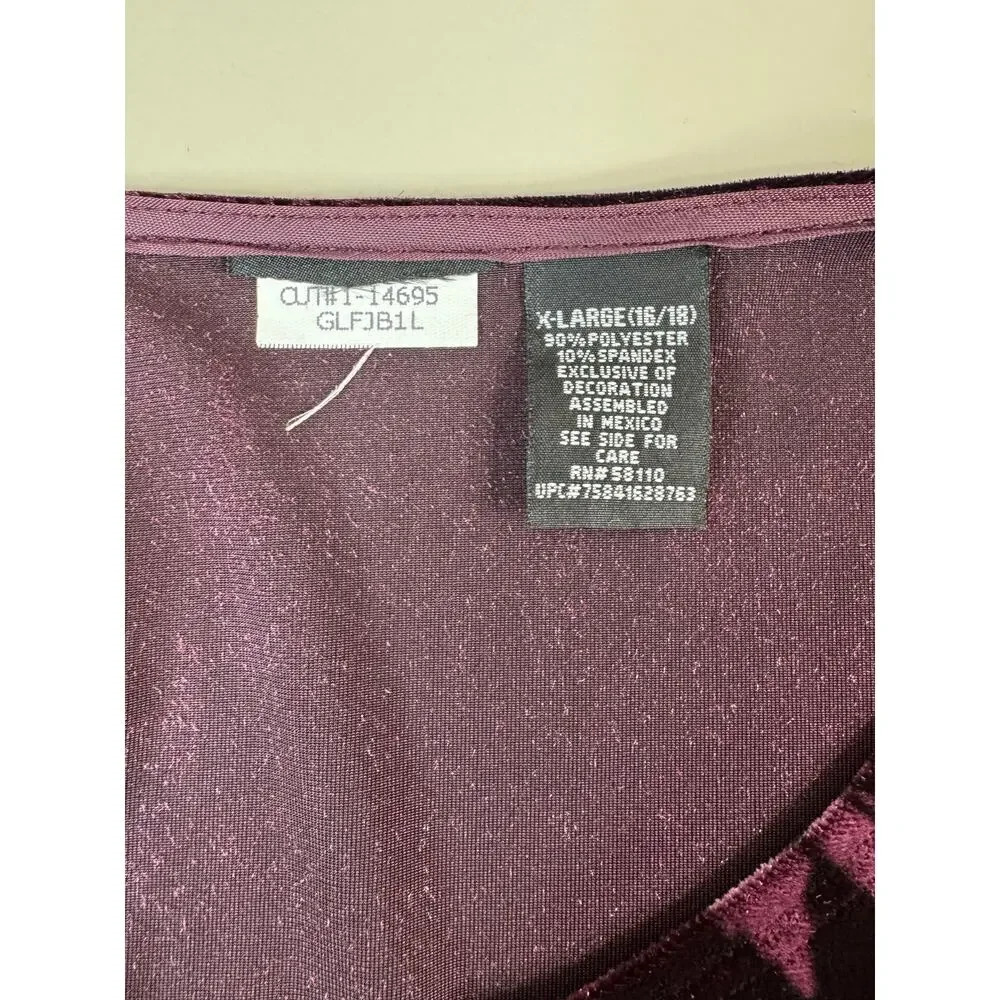 CUT#1-14695
GLFJB1L
X-LARGE(16/18)
90%POLYESTER
10%SPANDEX
EXCLUSIVE OF
DECORATION
ASSEMBLED
IN MEXICO
SEE SIDE FOR
CARE
RN#58110
UPC#75841628763